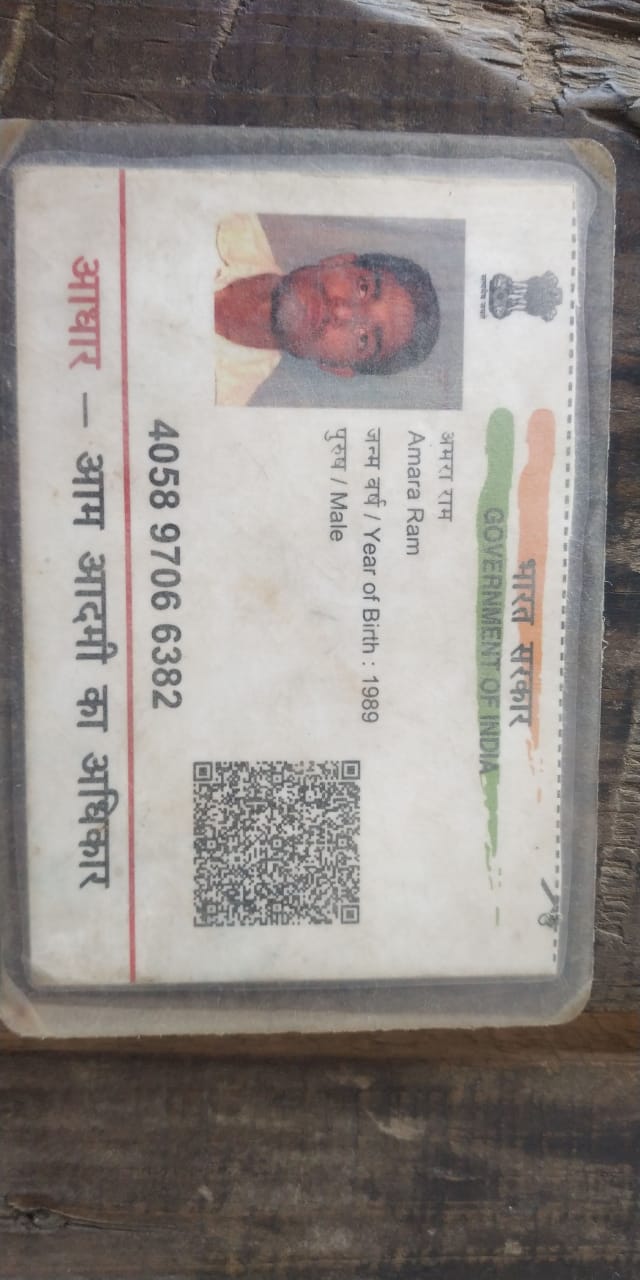 भारत सरकार
GOVERNMENT OF INDIA
अमरा राम
Amara Ram
जन्म वर्ष / Year of Birth : 1989
पुरुष / Male
4058 9706 6382
आधार – आम आदमी का अधिकार